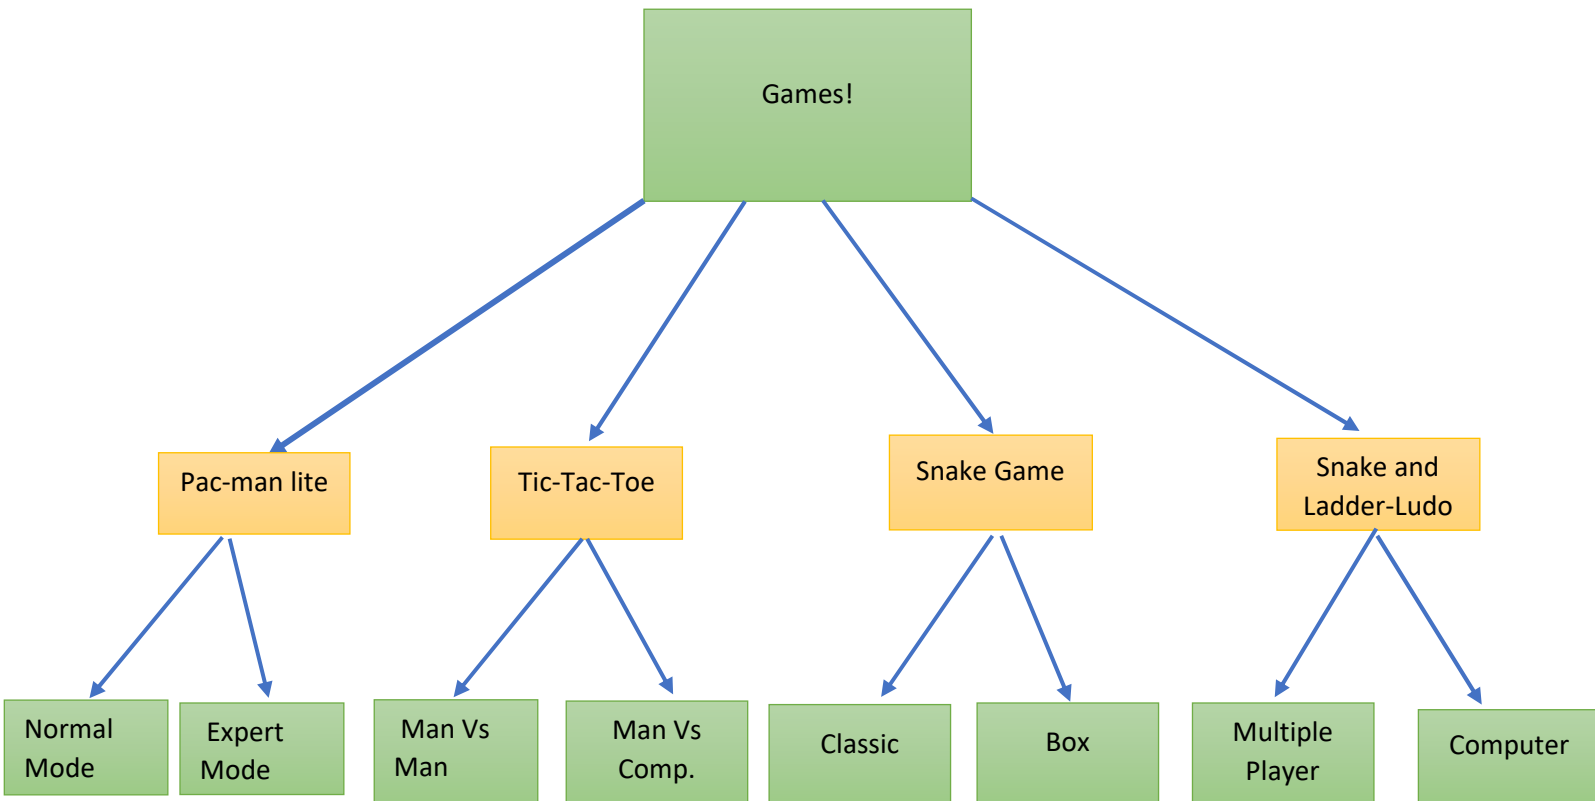 Games!
Pac-man lite
Tic-Tac-Toe
Snake Game
Snake and
Ladder-Ludo
Normal
Mode
Expert
Mode
Man Vs
Man
Man Vs
Comp.
Classic
Box
Multiple
Player
Computer